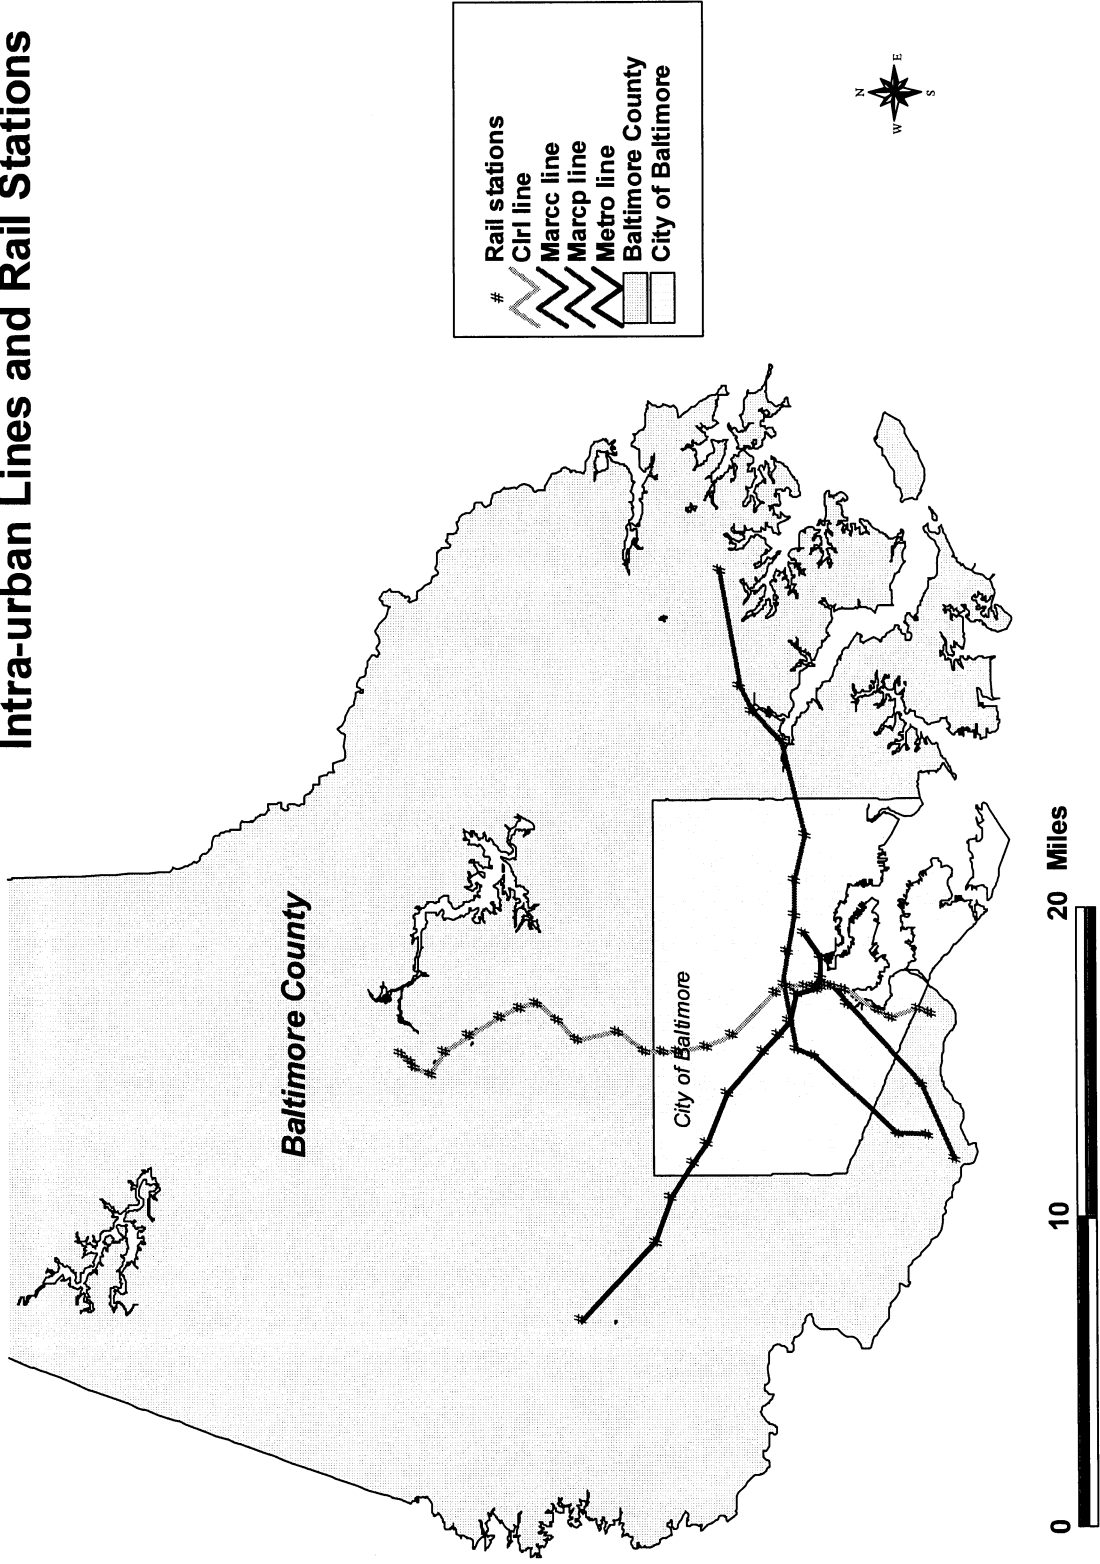 Intra-urban Lines and Rail Stations
# Rail stations
Clrl line
Marcc line
Marcp line
Metro line
Baltimore County
City of Baltimore
N
W E
S
Baltimore County
City of Baltimore
0 10 20 Miles